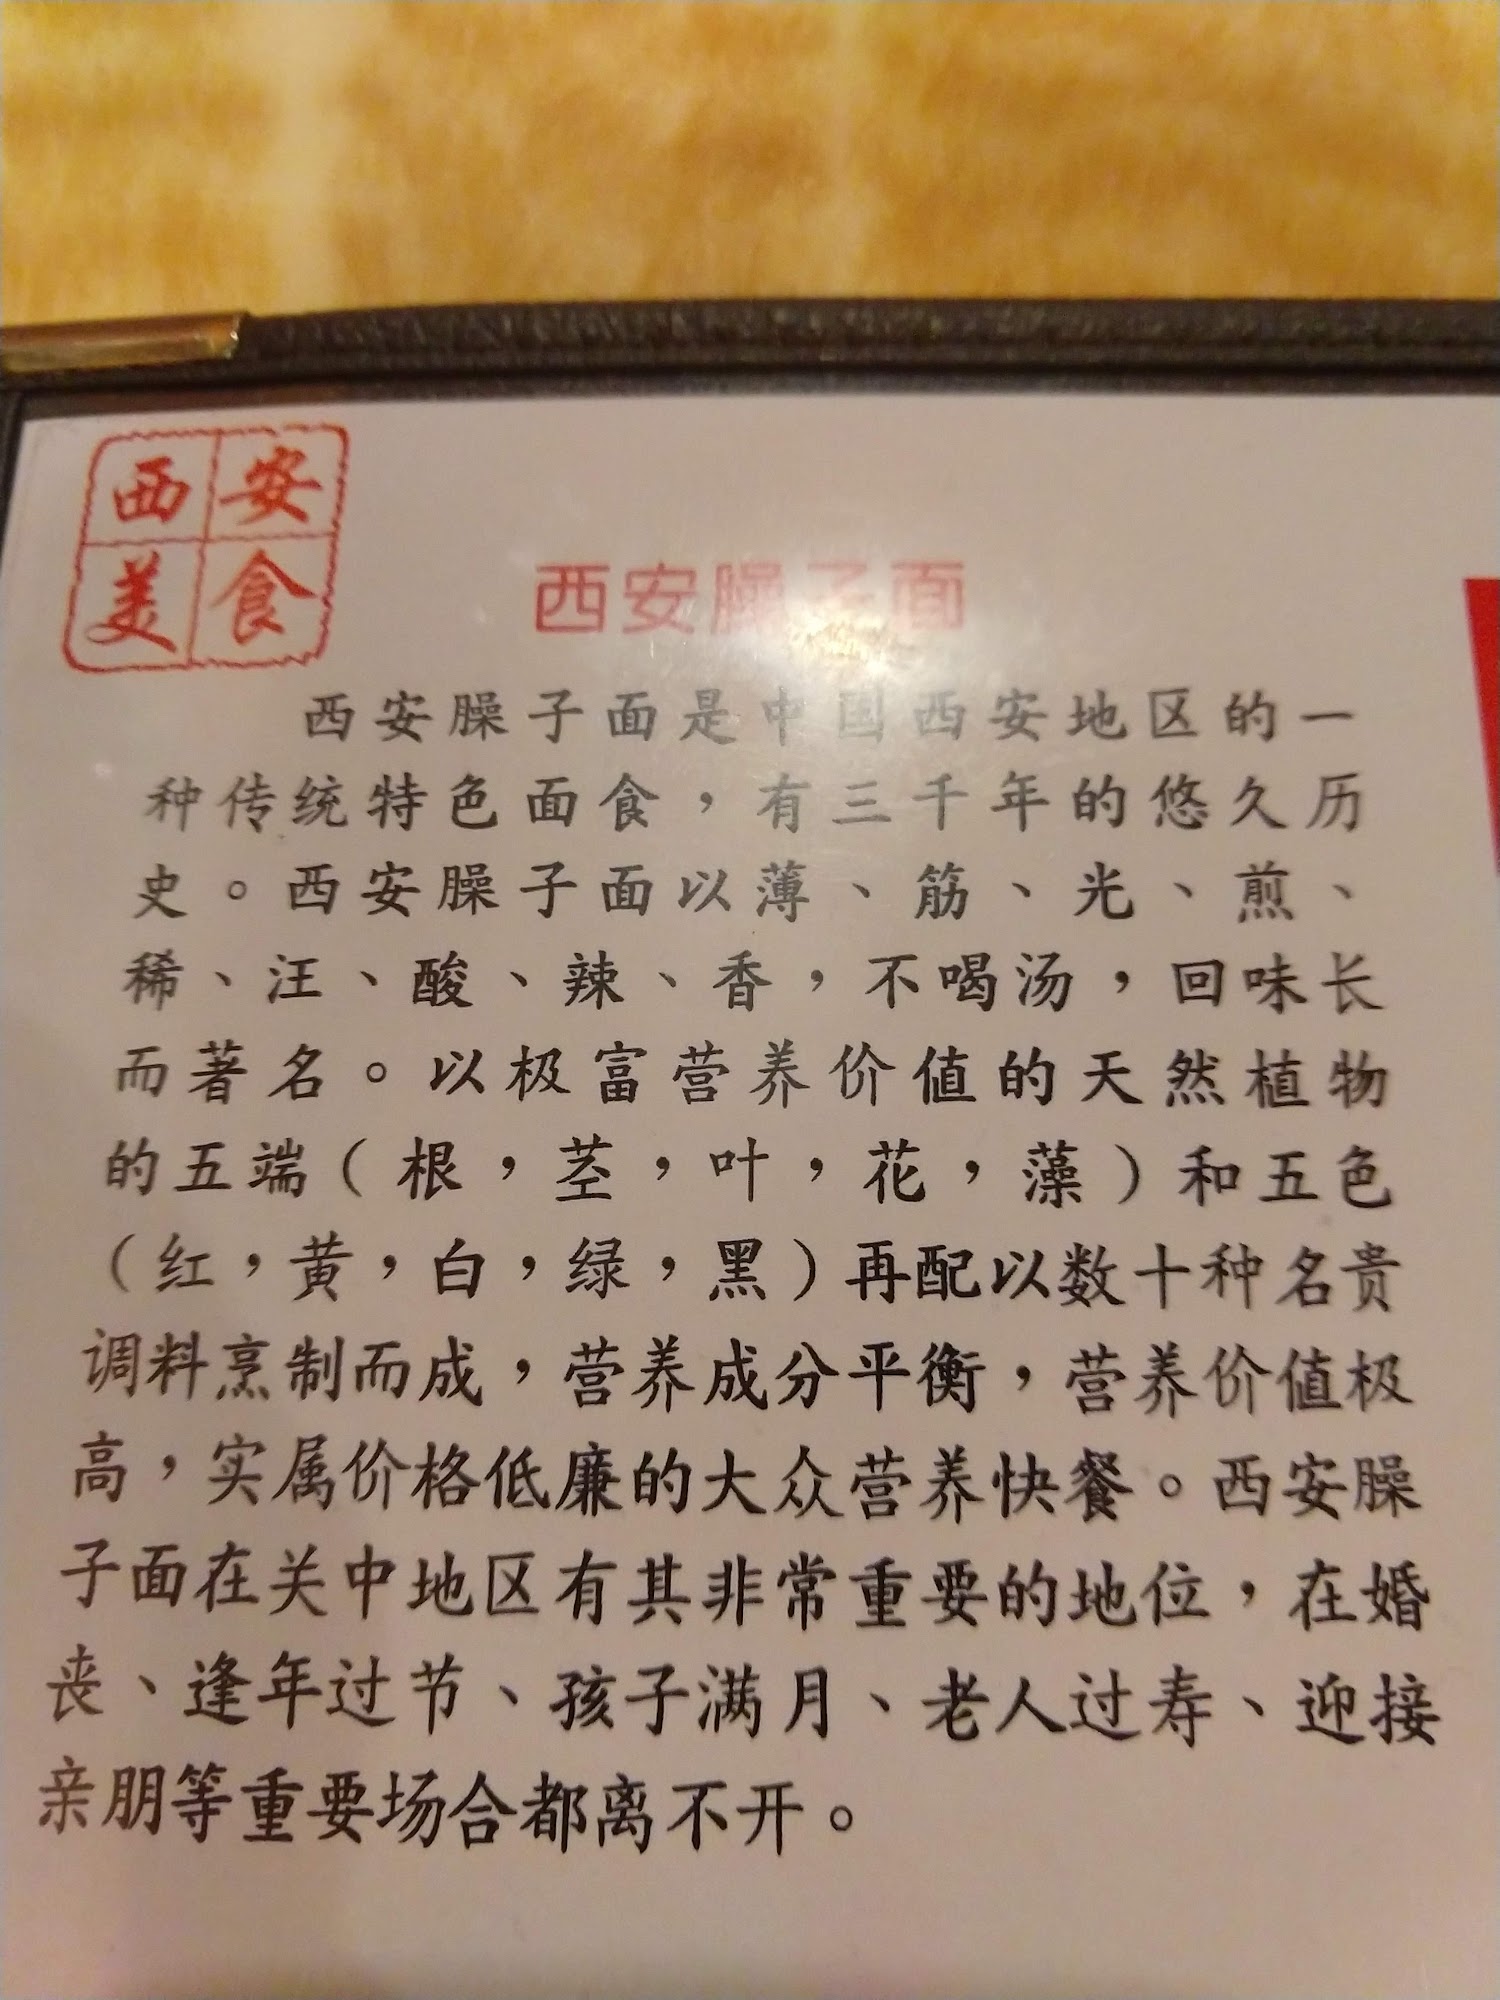 西安
美食
西安臊子面
西安臊子面是中国西安地区的一
种传统特色面食，有三千年的悠久历
史。西安臊子面以薄、筋、光、煎、
稀、汪、酸、辣、香，不喝汤，回味长
而著名。以极富营养价值的天然植物
的五端（根，茎，叶，花，藻）和五色
（红，黄，白，绿，黑）再配以数十种名贵
调料烹制而成，营养成分平衡，营养价值极
高，实属价格低廉的大众营养快餐。西安臊
子面在关中地区有其非常重要的地位，在婚
丧、逢年过节、孩子满月、老人过寿、迎接
亲朋等重要场合都离不开。